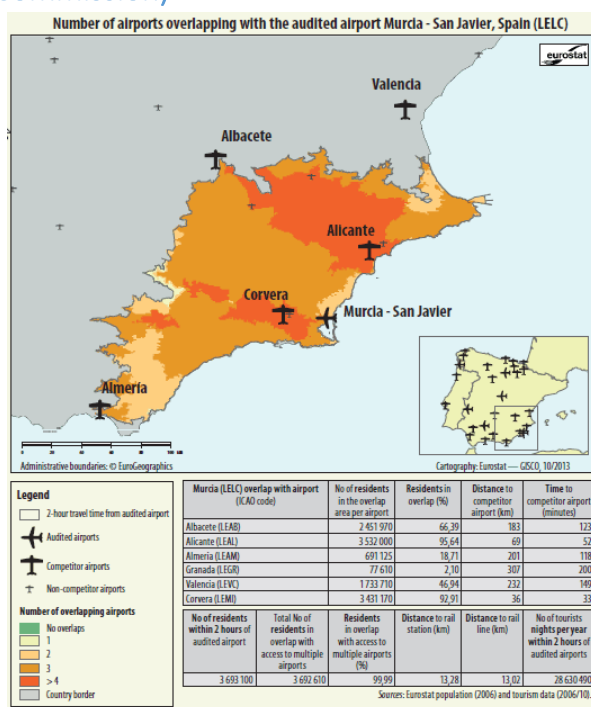 Number of airports overlapping with the audited airport Murcia - San Javier, Spain (LELC)
eurostat
Valencia
Albacete
Alicante
Corvera
Murcia - San Javier
Almería
0 20 40 60 80 100 km
Administrative boundaries: © EuroGeographics
Cartography: Eurostat — GISCO, 10/2013
Legend
2-hour travel time from audited airport
Audited airports
Competitor airports
Non-competitor airports
Number of overlapping airports
No overlaps
1
2
3
> 4
Country border
Murcia (LELC) overlap with airport (ICAO code) No of residents in the overlap area per airport Residents in overlap (%) Distance to competitor airport (km) Time to competitor airport (minutes)
Albacete (LEAB) 2 451 970 66,39 183 123
Alicante (LEAL) 3 532 000 95,64 69 52
Almeria (LEAM) 691 125 18,71 201 118
Granada (LEGR) 77 610 2,10 307 200
Valencia (LEVC) 1 733 710 46,94 232 149
Corvera (LEMI) 3 431 170 92,91 36 33
No of residents within 2 hours of audited airport Total No of residents in overlap with access to multiple airports Residents in overlap with access to multiple airports (%) Distance to rail station (km) Distance to rail line (km) No of tourists nights per year within 2 hours of audited airports
3 693 100 3 692 610 99,99 13,28 13,02 28 630 490
Sources: Eurostat population (2006) and tourism data (2006/10).